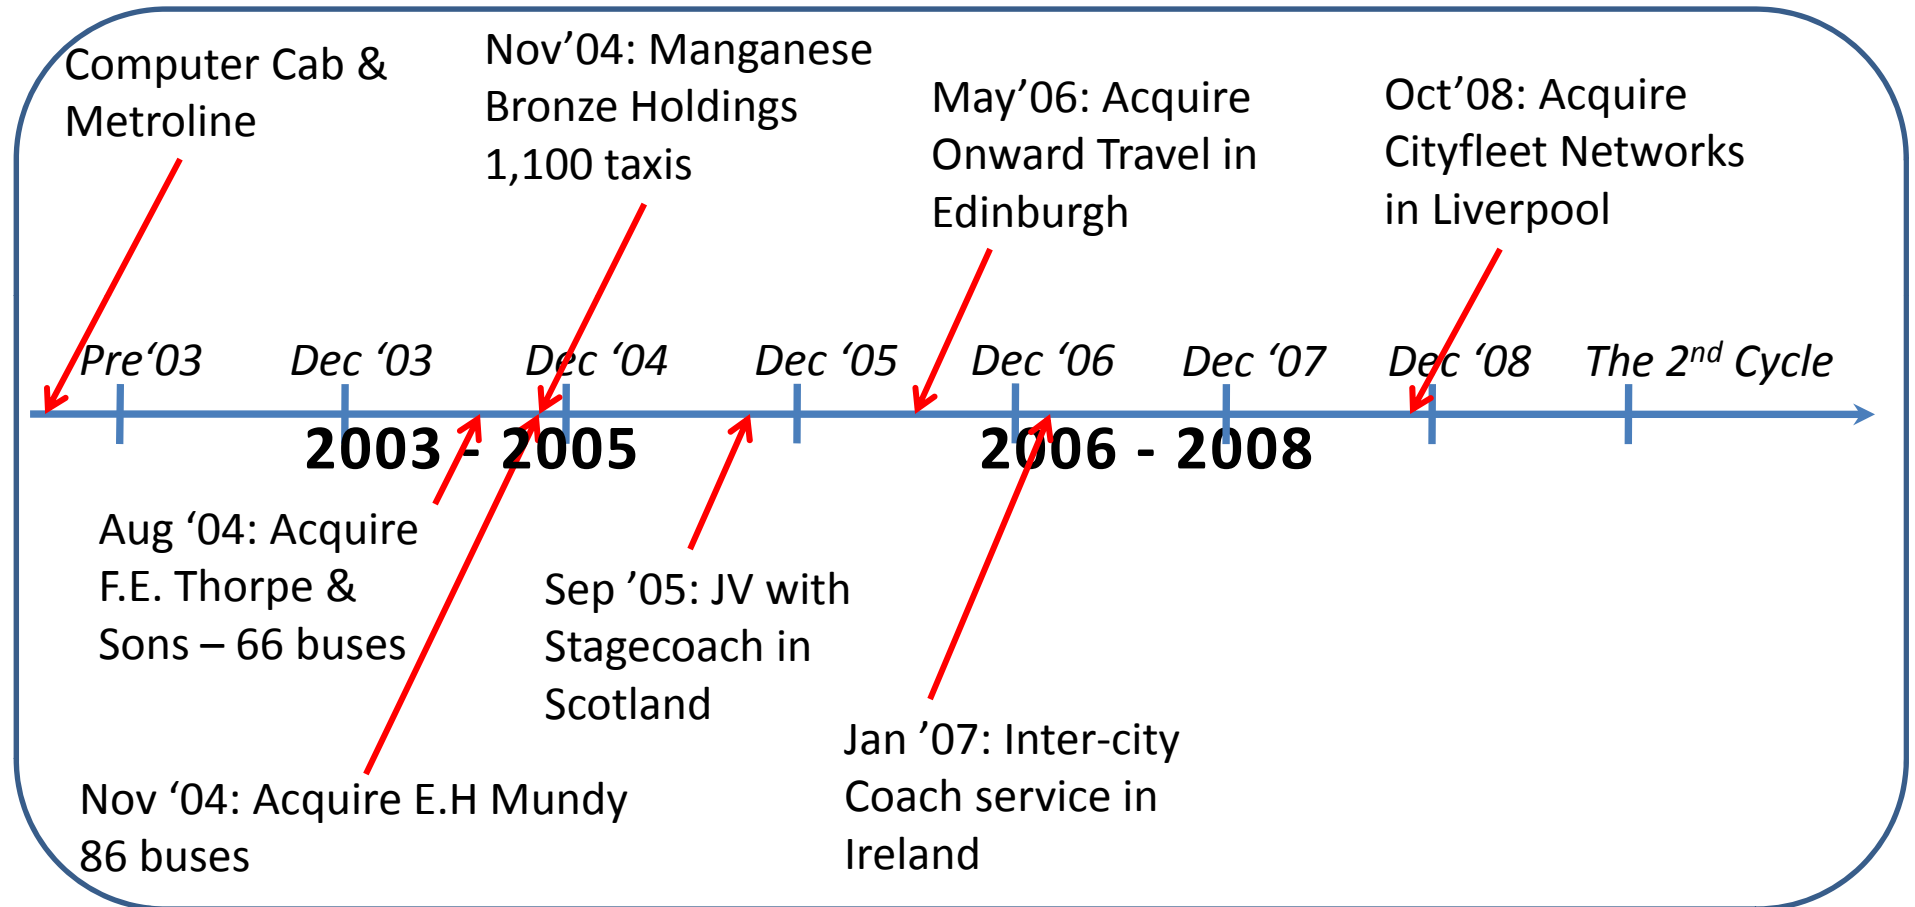 Computer Cab &
Metroline
Nov’04: Manganese
Bronze Holdings
1,100 taxis
May’06: Acquire
Onward Travel in
Edinburgh
Oct’08: Acquire
Cityfleet Networks
in Liverpool
Pre‘03
Dec ‘03
Dec ‘04
Dec ‘05
Dec ‘06
Dec ‘07
Dec ‘08
The 2nd Cycle
2003 - 2005
2006 - 2008
Aug ‘04: Acquire
F.E. Thorpe &
Sons – 66 buses
Sep ’05: JV with
Stagecoach in
Scotland
Nov ‘04: Acquire E.H Mundy
86 buses
Jan ’07: Inter-city
Coach service in
Ireland